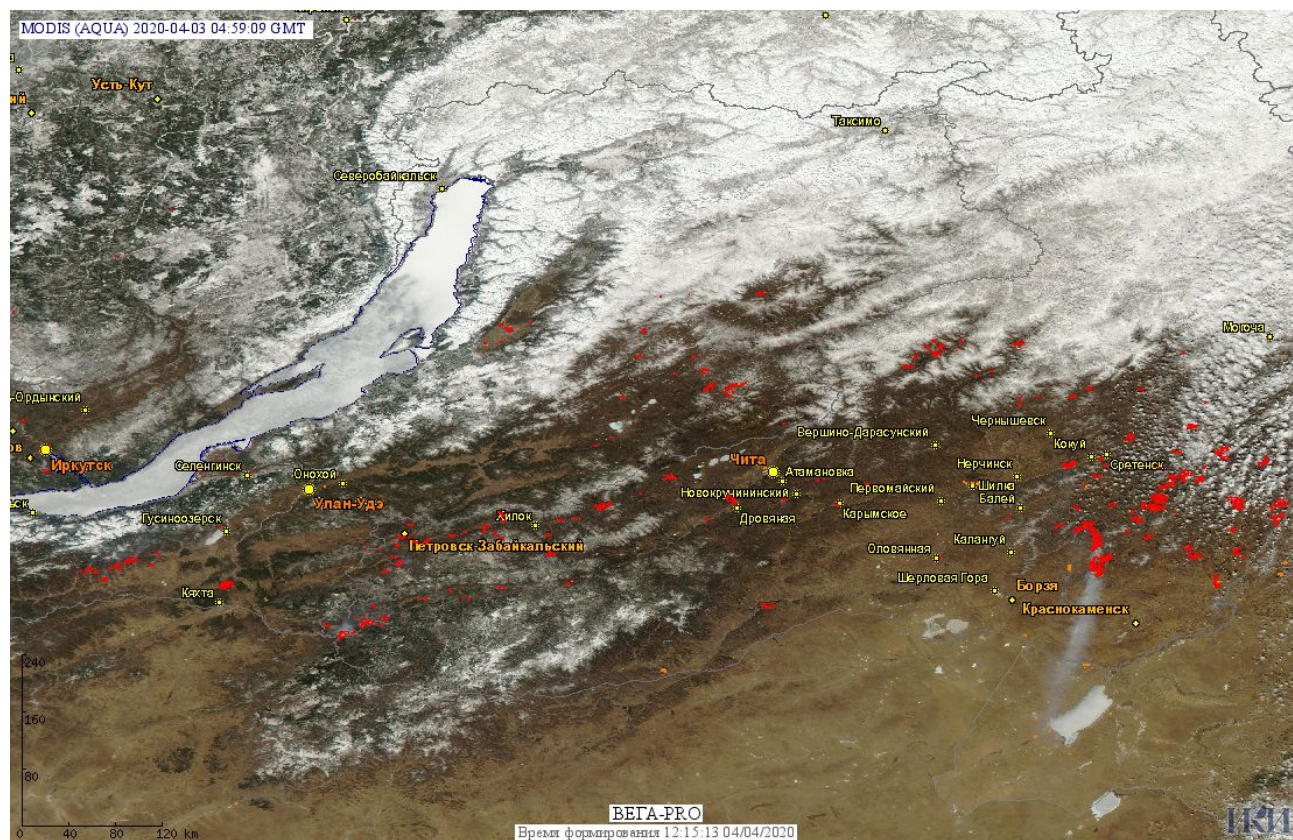 MODIS (AQUA) 2020-04-03 04:59:09 GMT
Усть-Кут
ний
Таксимо
Северобайкальск
Могоча
-Ордынский
Чернышевск
Вершино-Дарасунский
Кокуй
ов
Иркутск
Селенгинск
Онохой
Чита
Атамановка
Нерчинск
Сретенск
Улан-Удэ
Новокручининский
Первомайский
Шилка
Балей
ьск
Гусиноозерск
Хилок
Дровяная
Карымское
Петровск-Забайкальский
Оловянная
Калангуй
Кяхта
Шерловая Гора
Борзя
Краснокаменск
240
160
80
0 40 80 120 km
ВЕГА-PRO
Время формирования 12:15:13 04/04/2020
ИКИ